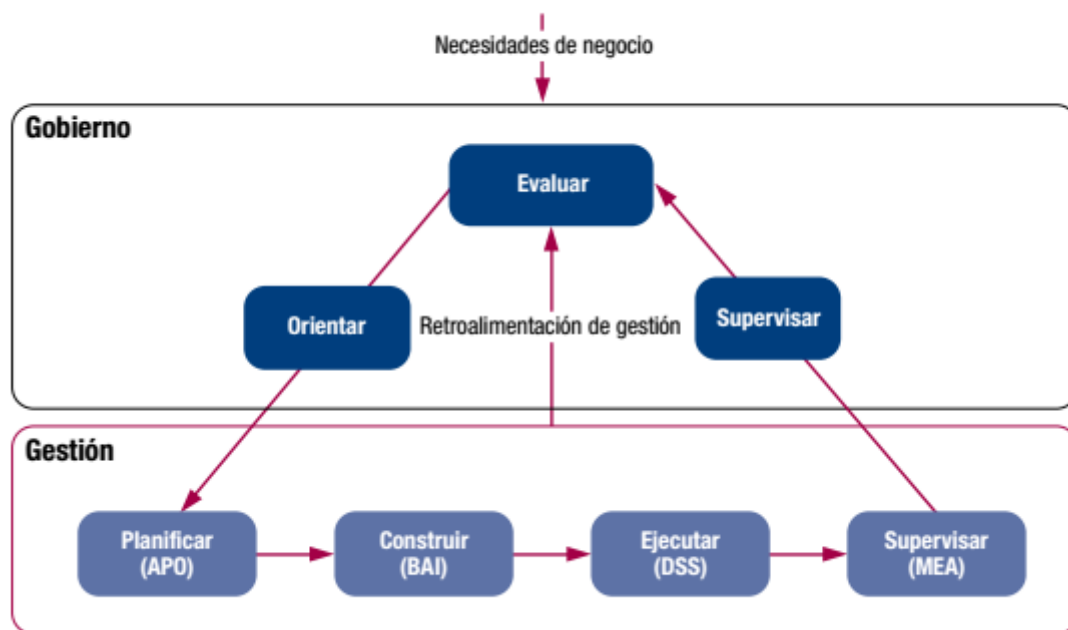 Necesidades de negocio
Gobierno
Evaluar
Orientar
Retroalimentación de gestión
Supervisar
Gestión
Planificar
(APO)
Construir
(BAI)
Ejecutar
(DSS)
Supervisar
(MEA)